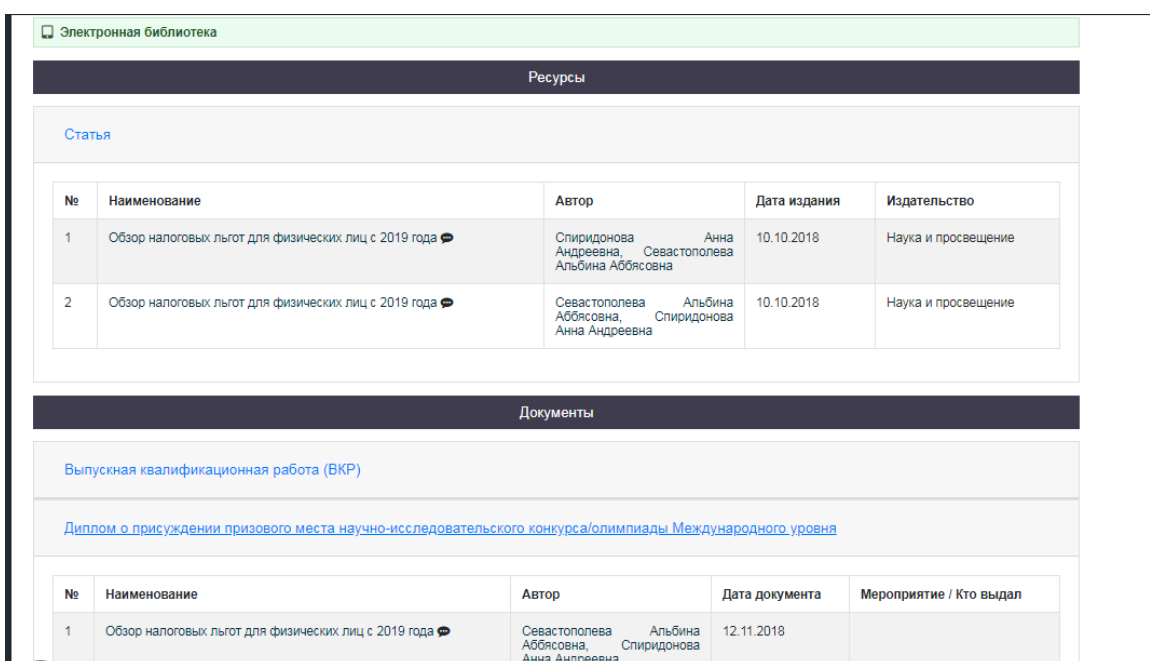 Электронная библиотека
Ресурсы
Статья
№ Наименование Автор Дата издания Издательство
1 Обзор налоговых льгот для физических лиц с 2019 года Спиридонова Анна 10.10.2018 Наука и просвещение
Андреевна, Севастополева
Альбина Аббясовна
2 Обзор налоговых льгот для физических лиц с 2019 года Севастополева Альбина 10.10.2018 Наука и просвещение
Аббясовна, Спиридонова
Анна Андреевна
Документы
Выпускная квалификационная работа (ВКР)
Диплом о присуждении призового места научно-исследовательского конкурса/олимпиады Международного уровня
№ Наименование Автор Дата документа Мероприятие / Кто выдал
1 Обзор налоговых льгот для физических лиц с 2019 года Севастополева Альбина 12.11.2018
Аббясовна, Спиридонова
Анна Андреевна